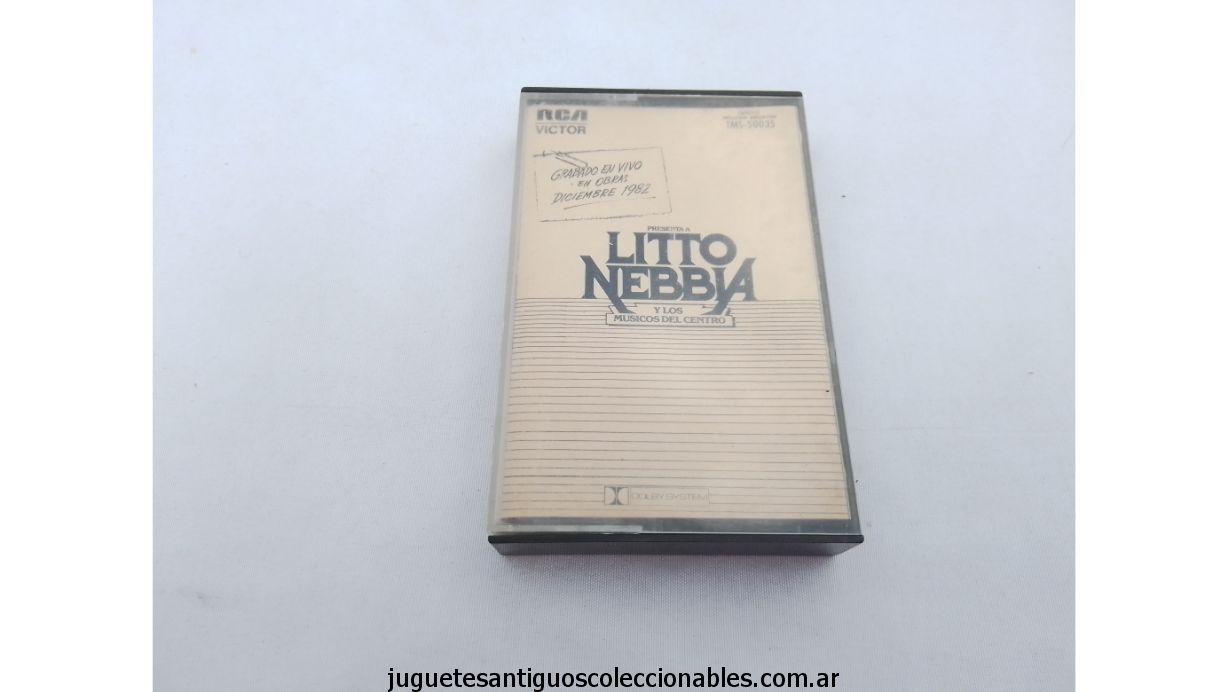 RCA
VICTOR
TMS-50035
GRABADO EN VIVO
EN OBRAS
DICIEMBRE 1982
PRESENTA A
LITTO
NEBBIA
Y LOS
MUSICOS DEL CENTRO
DOLBY SYSTEM
juguetesantiguoscoleccionables.com.ar